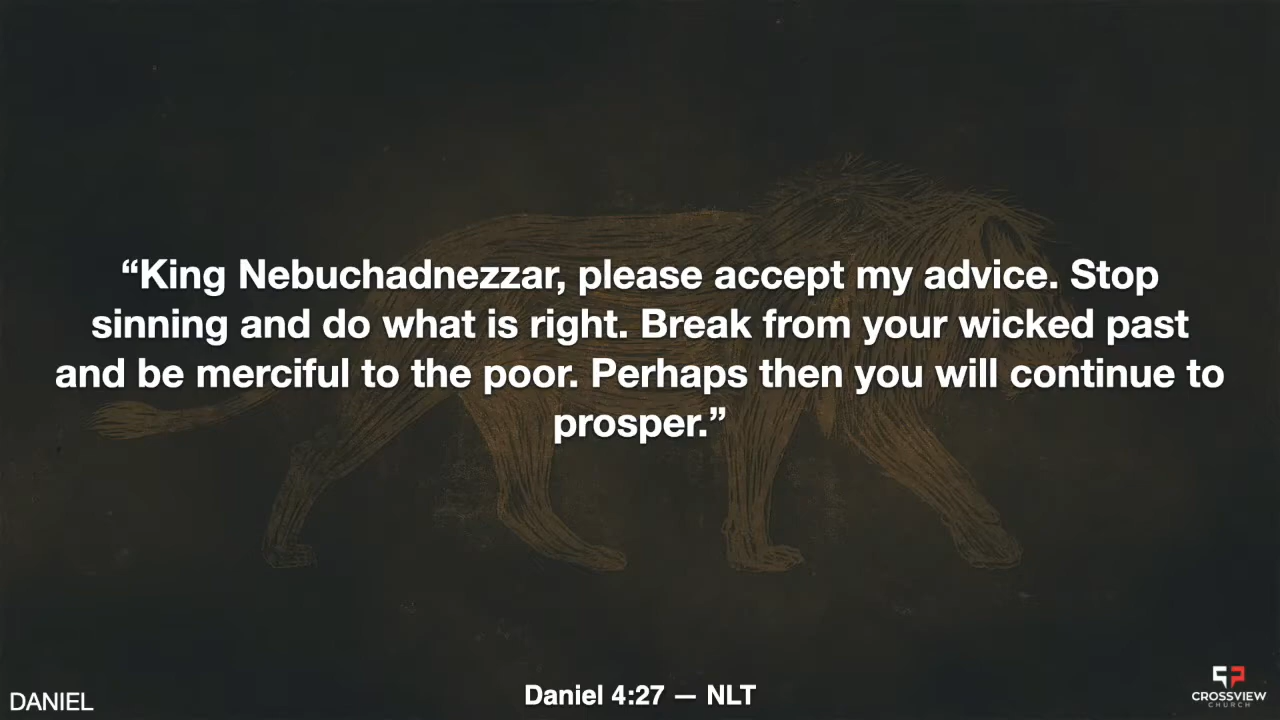 “King Nebuchadnezzar, please accept my advice. Stop
sinning and do what is right. Break from your wicked past
and be merciful to the poor. Perhaps then you will continue to
prosper.”
DANIEL
Daniel 4:27 — NLT
CROSSVIEW
CHURCH